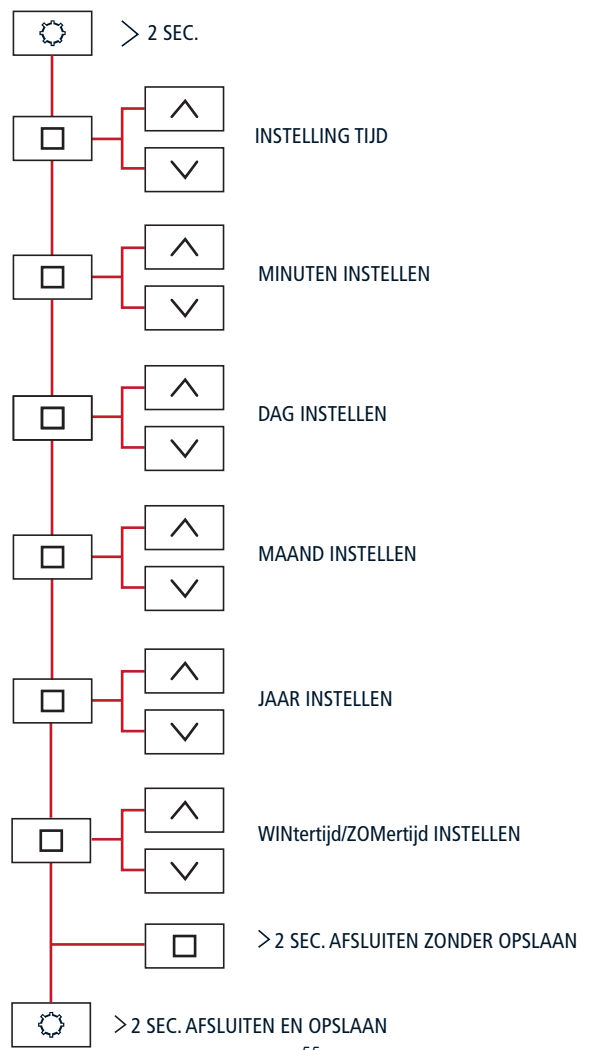 > 2 SEC.
INSTELLING TIJD
MINUTEN INSTELLEN
DAG INSTELLEN
MAAND INSTELLEN
JAAR INSTELLEN
WINtertijd/ZOMertijd INSTELLEN
> 2 SEC. AFSLUITEN ZONDER OPSLAAN
> 2 SEC. AFSLUITEN EN OPSLAAN